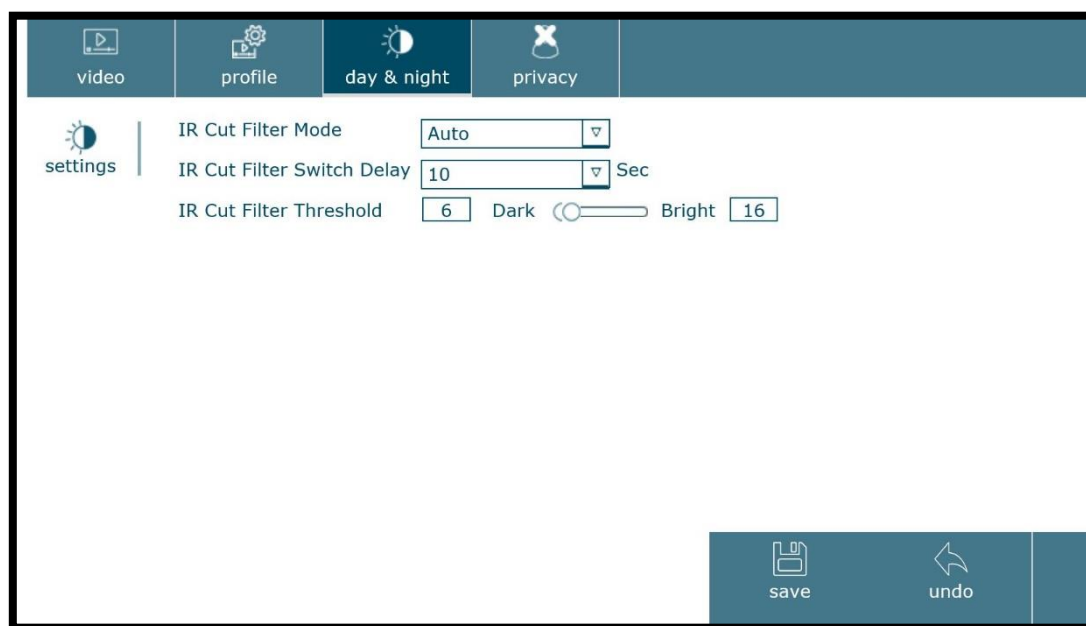 video profile day & night privacy
settings
IR Cut Filter Mode Auto
IR Cut Filter Switch Delay 10 Sec
IR Cut Filter Threshold 6 Dark Bright 16
save undo